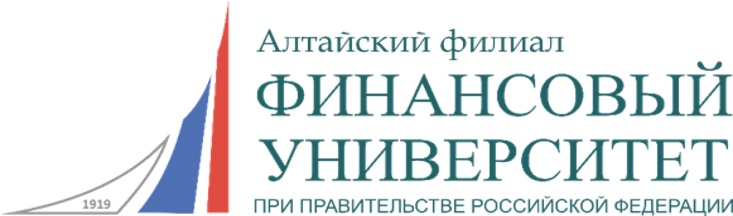 Алтайский филиал
ФИНАНСОВЫЙ
УНИВЕРСИТЕТ
ПРИ ПРАВИТЕЛЬСТВЕ РОССИЙСКОЙ ФЕДЕРАЦИИ
1919